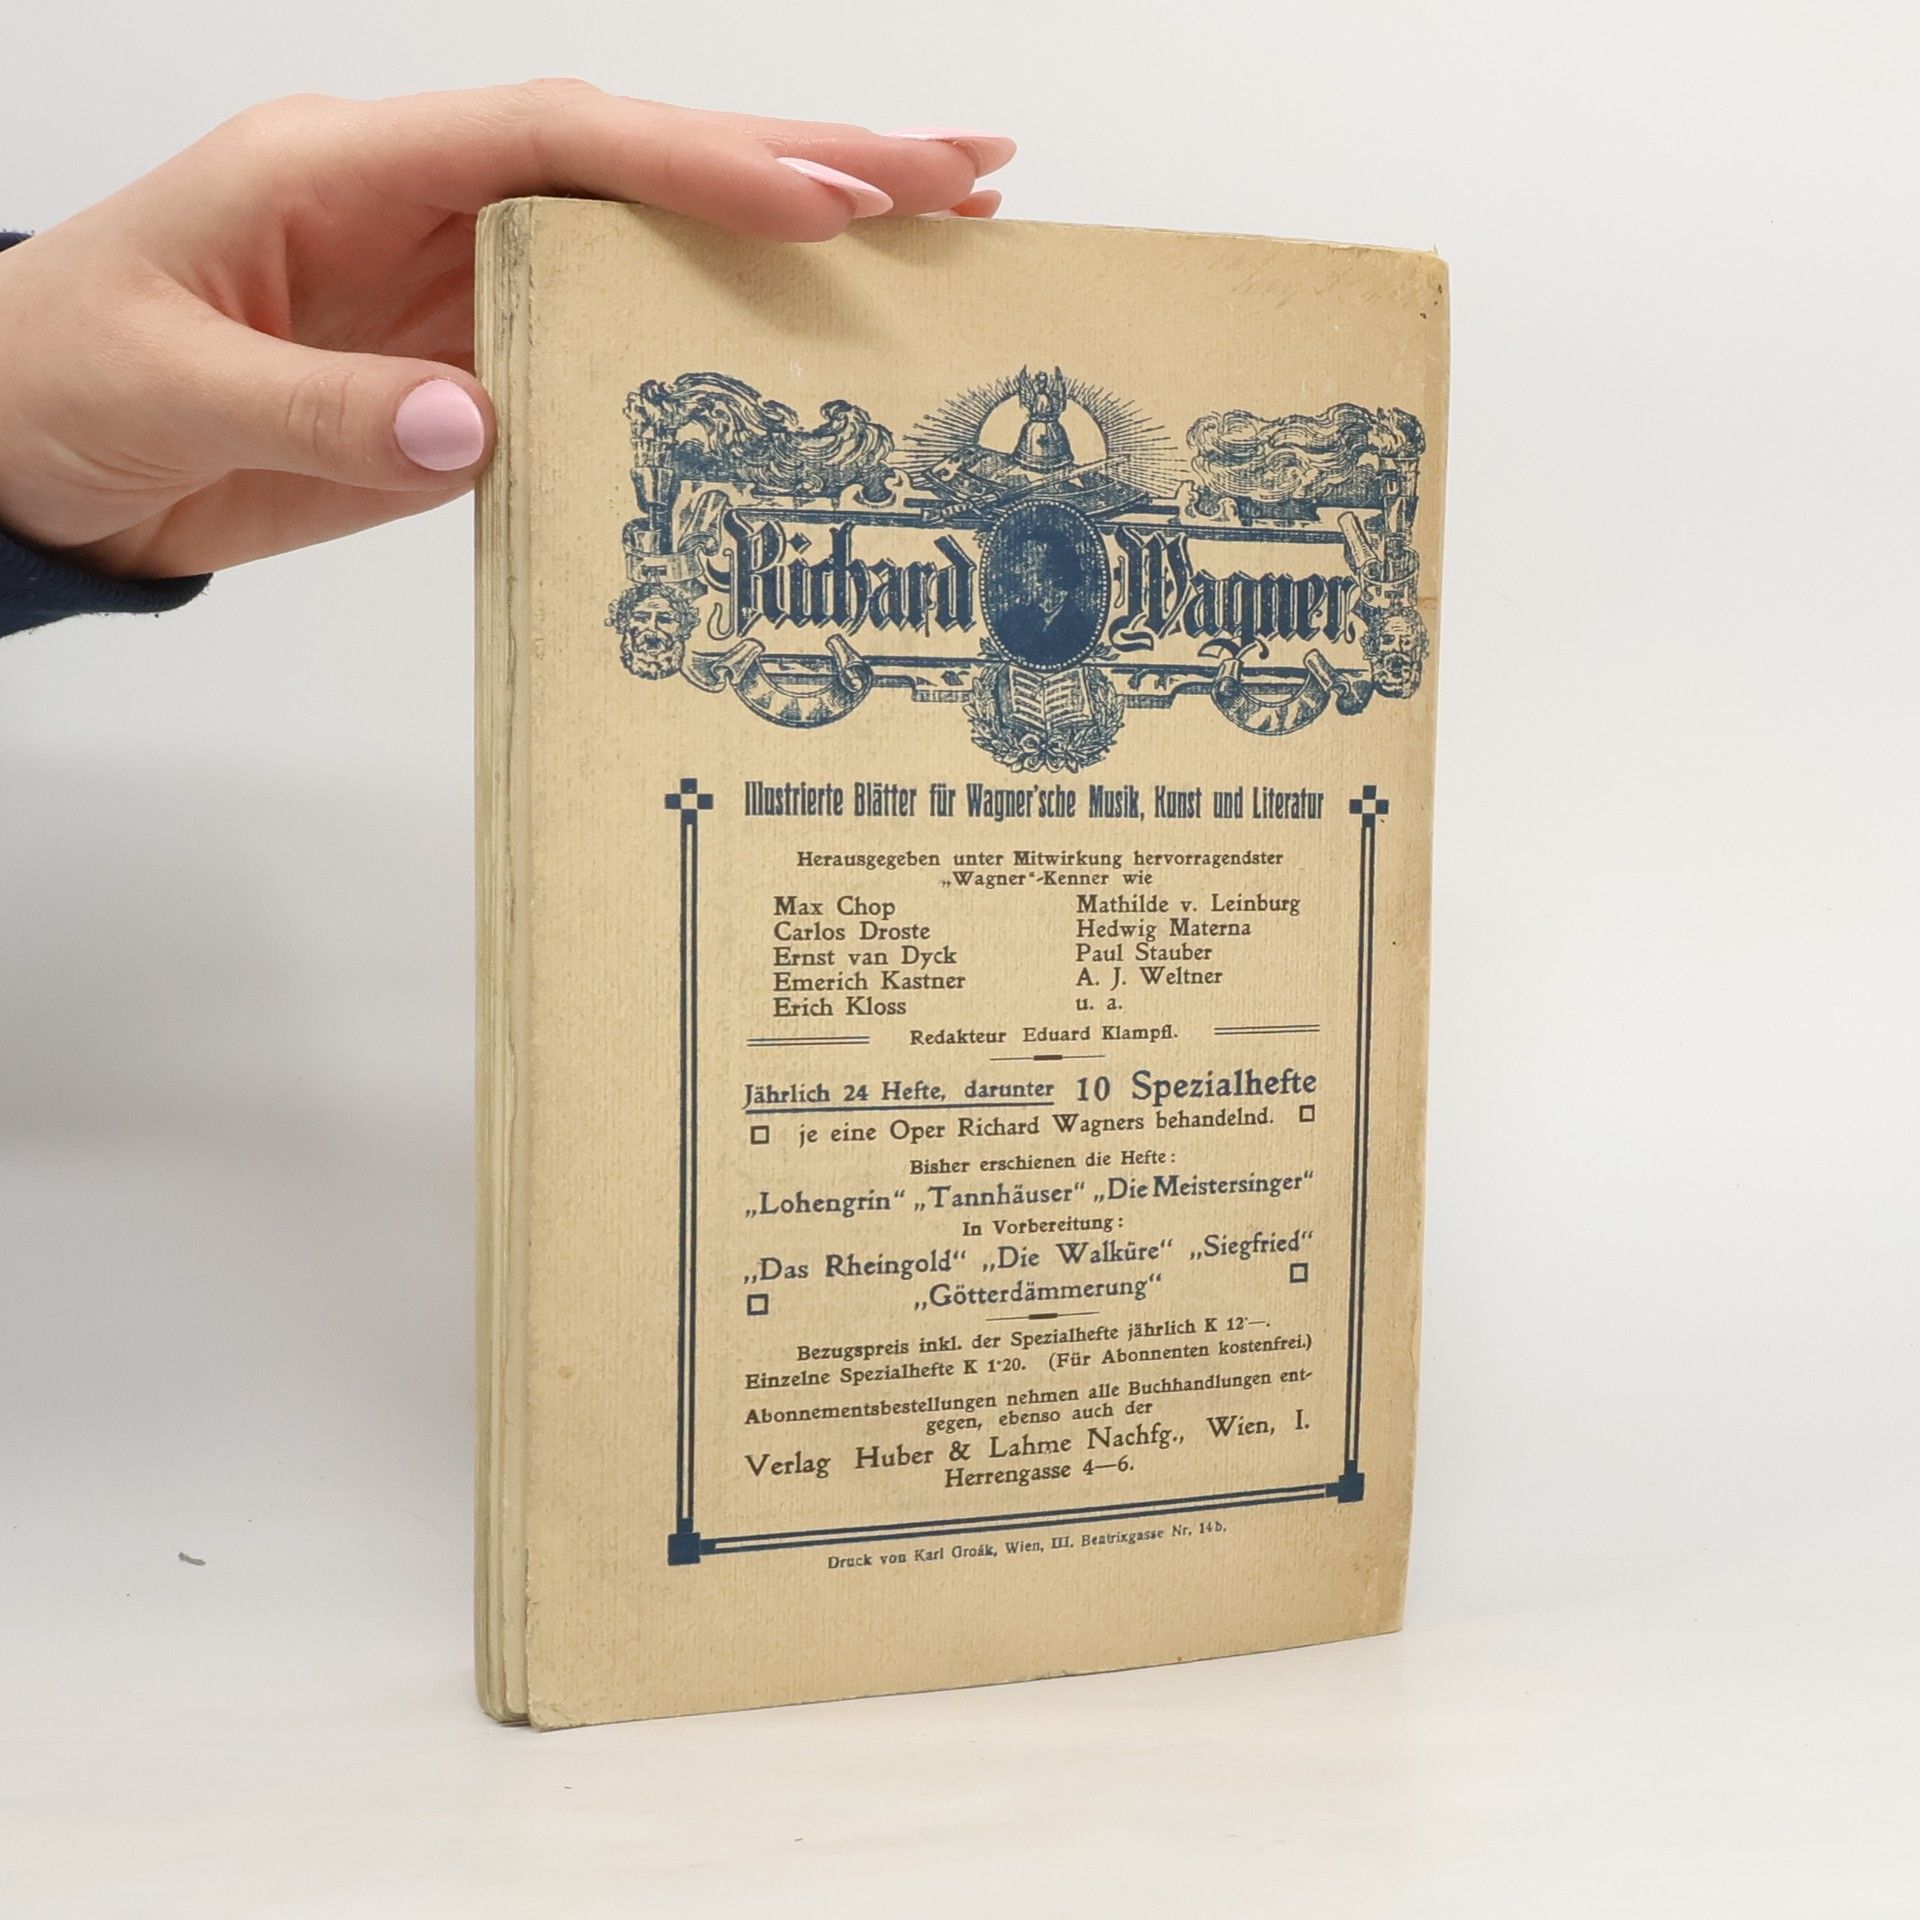 Richard Wagner
Illustrierte Blätter für Wagner'sche Musik, Kunst und Literatur
Herausgegeben unter Mitwirkung hervorragendster
„Wagner“-Kenner wie
Max Chop
Carlos Droste
Ernst van Dyck
Emerich Kastner
Erich Kloss
Mathilde v. Leinburg
Hedwig Materna
Paul Stauber
A. J. Weltner
u. a.
Redakteur Eduard Klampfl.
Jährlich 24 Hefte, darunter 10 Spezialhefte
je eine Oper Richard Wagners behandelnd.
Bisher erschienen die Hefte:
„Lohengrin“ „Tannhäuser“ „Die Meistersinger“
In Vorbereitung:
„Das Rheingold“ „Die Walküre“ „Siegfried“
„Götterdämmerung“
Bezugspreis inkl. der Spezialhefte jährlich K 12·—.
Einzelne Spezialhefte K 1·20. (Für Abonnenten kostenfrei.)
Abonnementsbestellungen nehmen alle Buchhandlungen ent-
gegen, ebenso auch der
Verlag Huber & Lahme Nachfg., Wien, I.
Herrengasse 4—6.
Druck von Karl Groák, Wien, III. Beatrixgasse Nr. 14b.